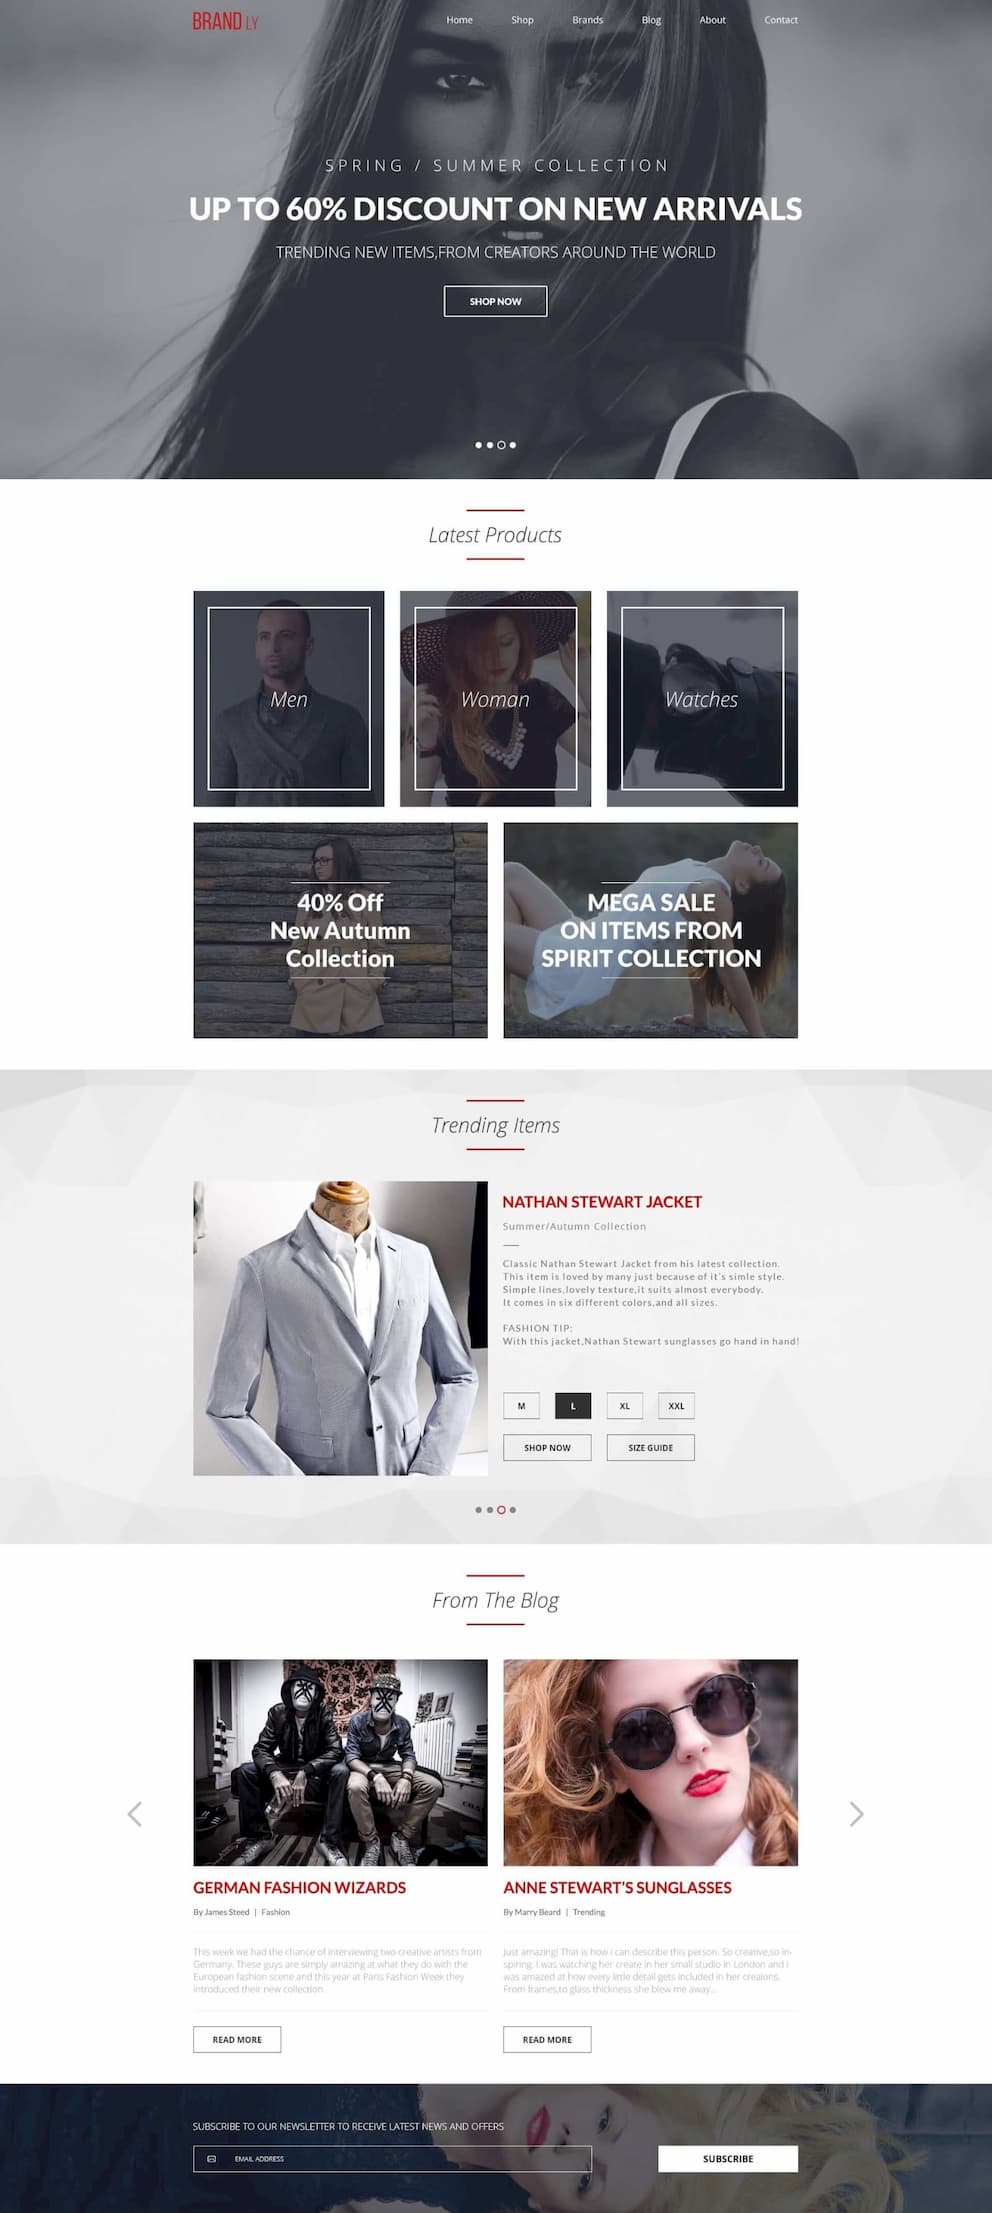 BRAND LY
Home Shop Brands Blog About Contact
SPRING / SUMMER COLLECTION
UP TO 60% DISCOUNT ON NEW ARRIVALS
TRENDING NEW ITEMS,FROM CREATORS AROUND THE WORLD
SHOP NOW
Latest Products
Men
Woman
Watches
40% Off
New Autumn
Collection
MEGA SALE
ON ITEMS FROM
SPIRIT COLLECTION
Trending Items
NATHAN STEWART JACKET
Summer/Autumn Collection
Classic Nathan Stewart Jacket from his latest collection.
This item is loved by many just because of it's simle style.
Simple lines,lovely texture,it suits almost everybody.
It comes in six different colors,and all sizes.
FASHION TIP:
With this jacket,Nathan Stewart sunglasses go hand in hand!
M L XL XXL
SHOP NOW SIZE GUIDE
From The Blog
GERMAN FASHION WIZARDS
By James Steed | Fashion
This week we had the chance of interviewing two creative artists from
Germany. These guys are simply amazing at what they do with the
European fashion scene and this year at Paris Fashion Week they
introduced their new collection.
READ MORE
ANNE STEWART'S SUNGLASSES
By Marry Beard | Trending
Just amazing! That is how i can describe this person. So creative,so in-
spiring. I was watching her create in her small studio in London and I
was amazed at how every little detail gets included in her creaions.
From frames,to glass thickness she blew me away...
READ MORE
SUBSCRIBE TO OUR NEWSLETTER TO RECEIVE LATEST NEWS AND OFFERS
EMAIL ADDRESS
SUBSCRIBE